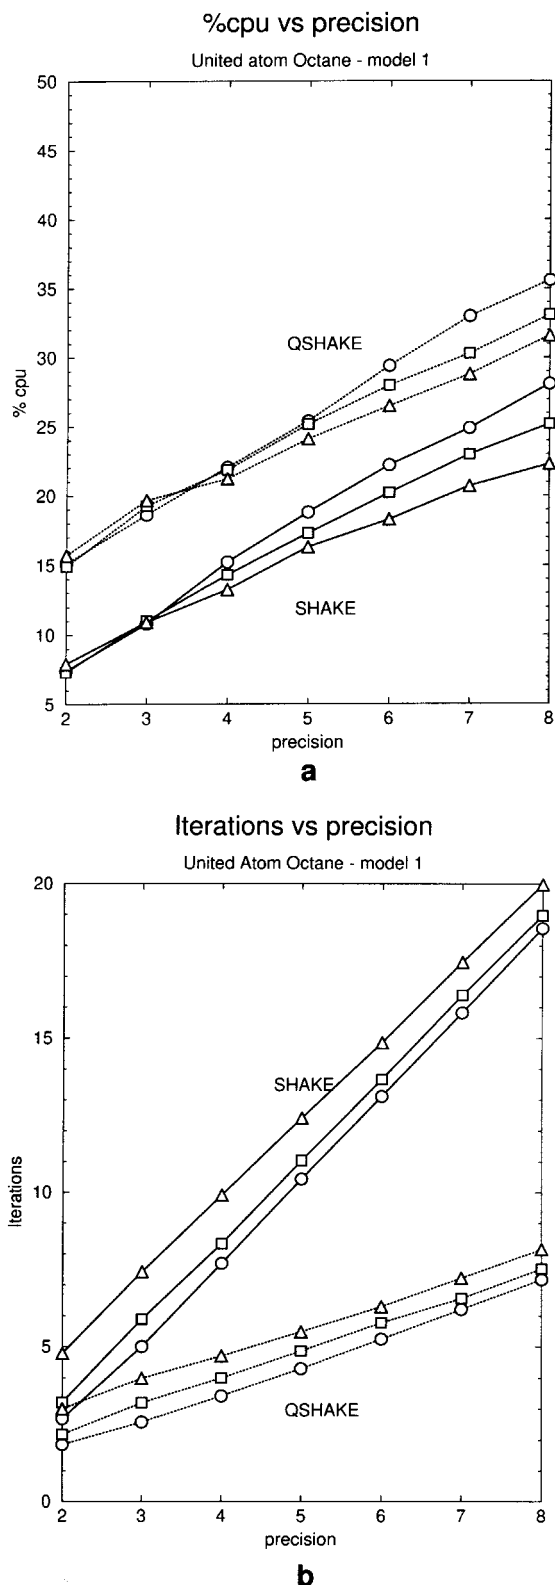 %cpu vs precision
United atom Octane - model 1
50
45
40
35
30
25
20
15
10
5
% cpu
QSHAKE
SHAKE
2 3 4 5 6 7 8
precision
a
Iterations vs precision
United Atom Octane - model 1
20
15
10
5
0
Iterations
SHAKE
QSHAKE
2 3 4 5 6 7 8
precision
b